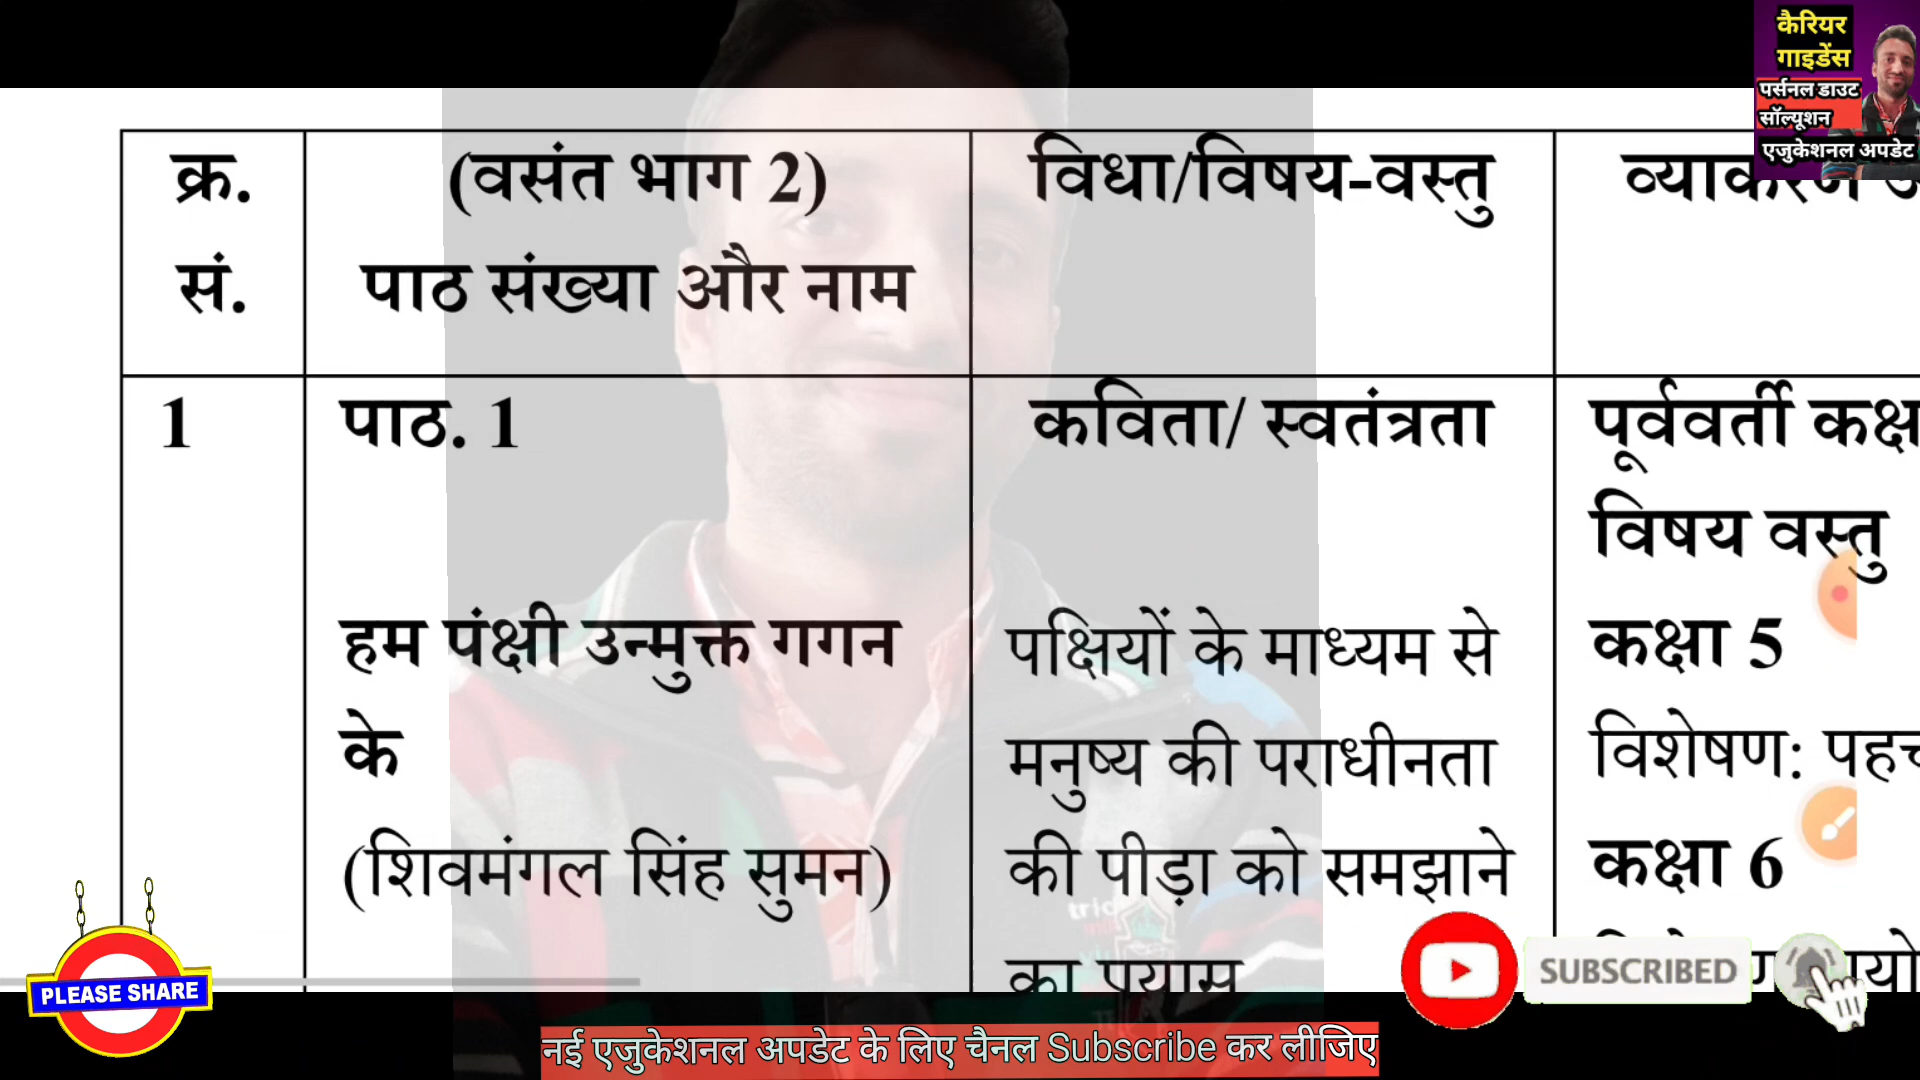 कैरियर
गाइडेंस
पर्सनल डाउट
सॉल्यूशन
एजुकेशनल अपडेट
क्र.
सं.
(वसंत भाग 2)
पाठ संख्या और नाम
विधा/विषय-वस्तु
1
पाठ. 1
हम पंक्षी उन्मुक्त गगन
के
(शिवमंगल सिंह सुमन)
कविता/ स्वतंत्रता
पक्षियों के माध्यम से
मनुष्य की पराधीनता
की पीड़ा को समझाने
का प्रयास
पूर्ववर्ती कक्ष
विषय वस्तु
कक्षा 5
विशेषण:
कक्षा 6
PLEASE SHARE
SUBSCRIBED
नई एजुकेशनल अपडेट के लिए चैनल Subscribe कर लीजिए